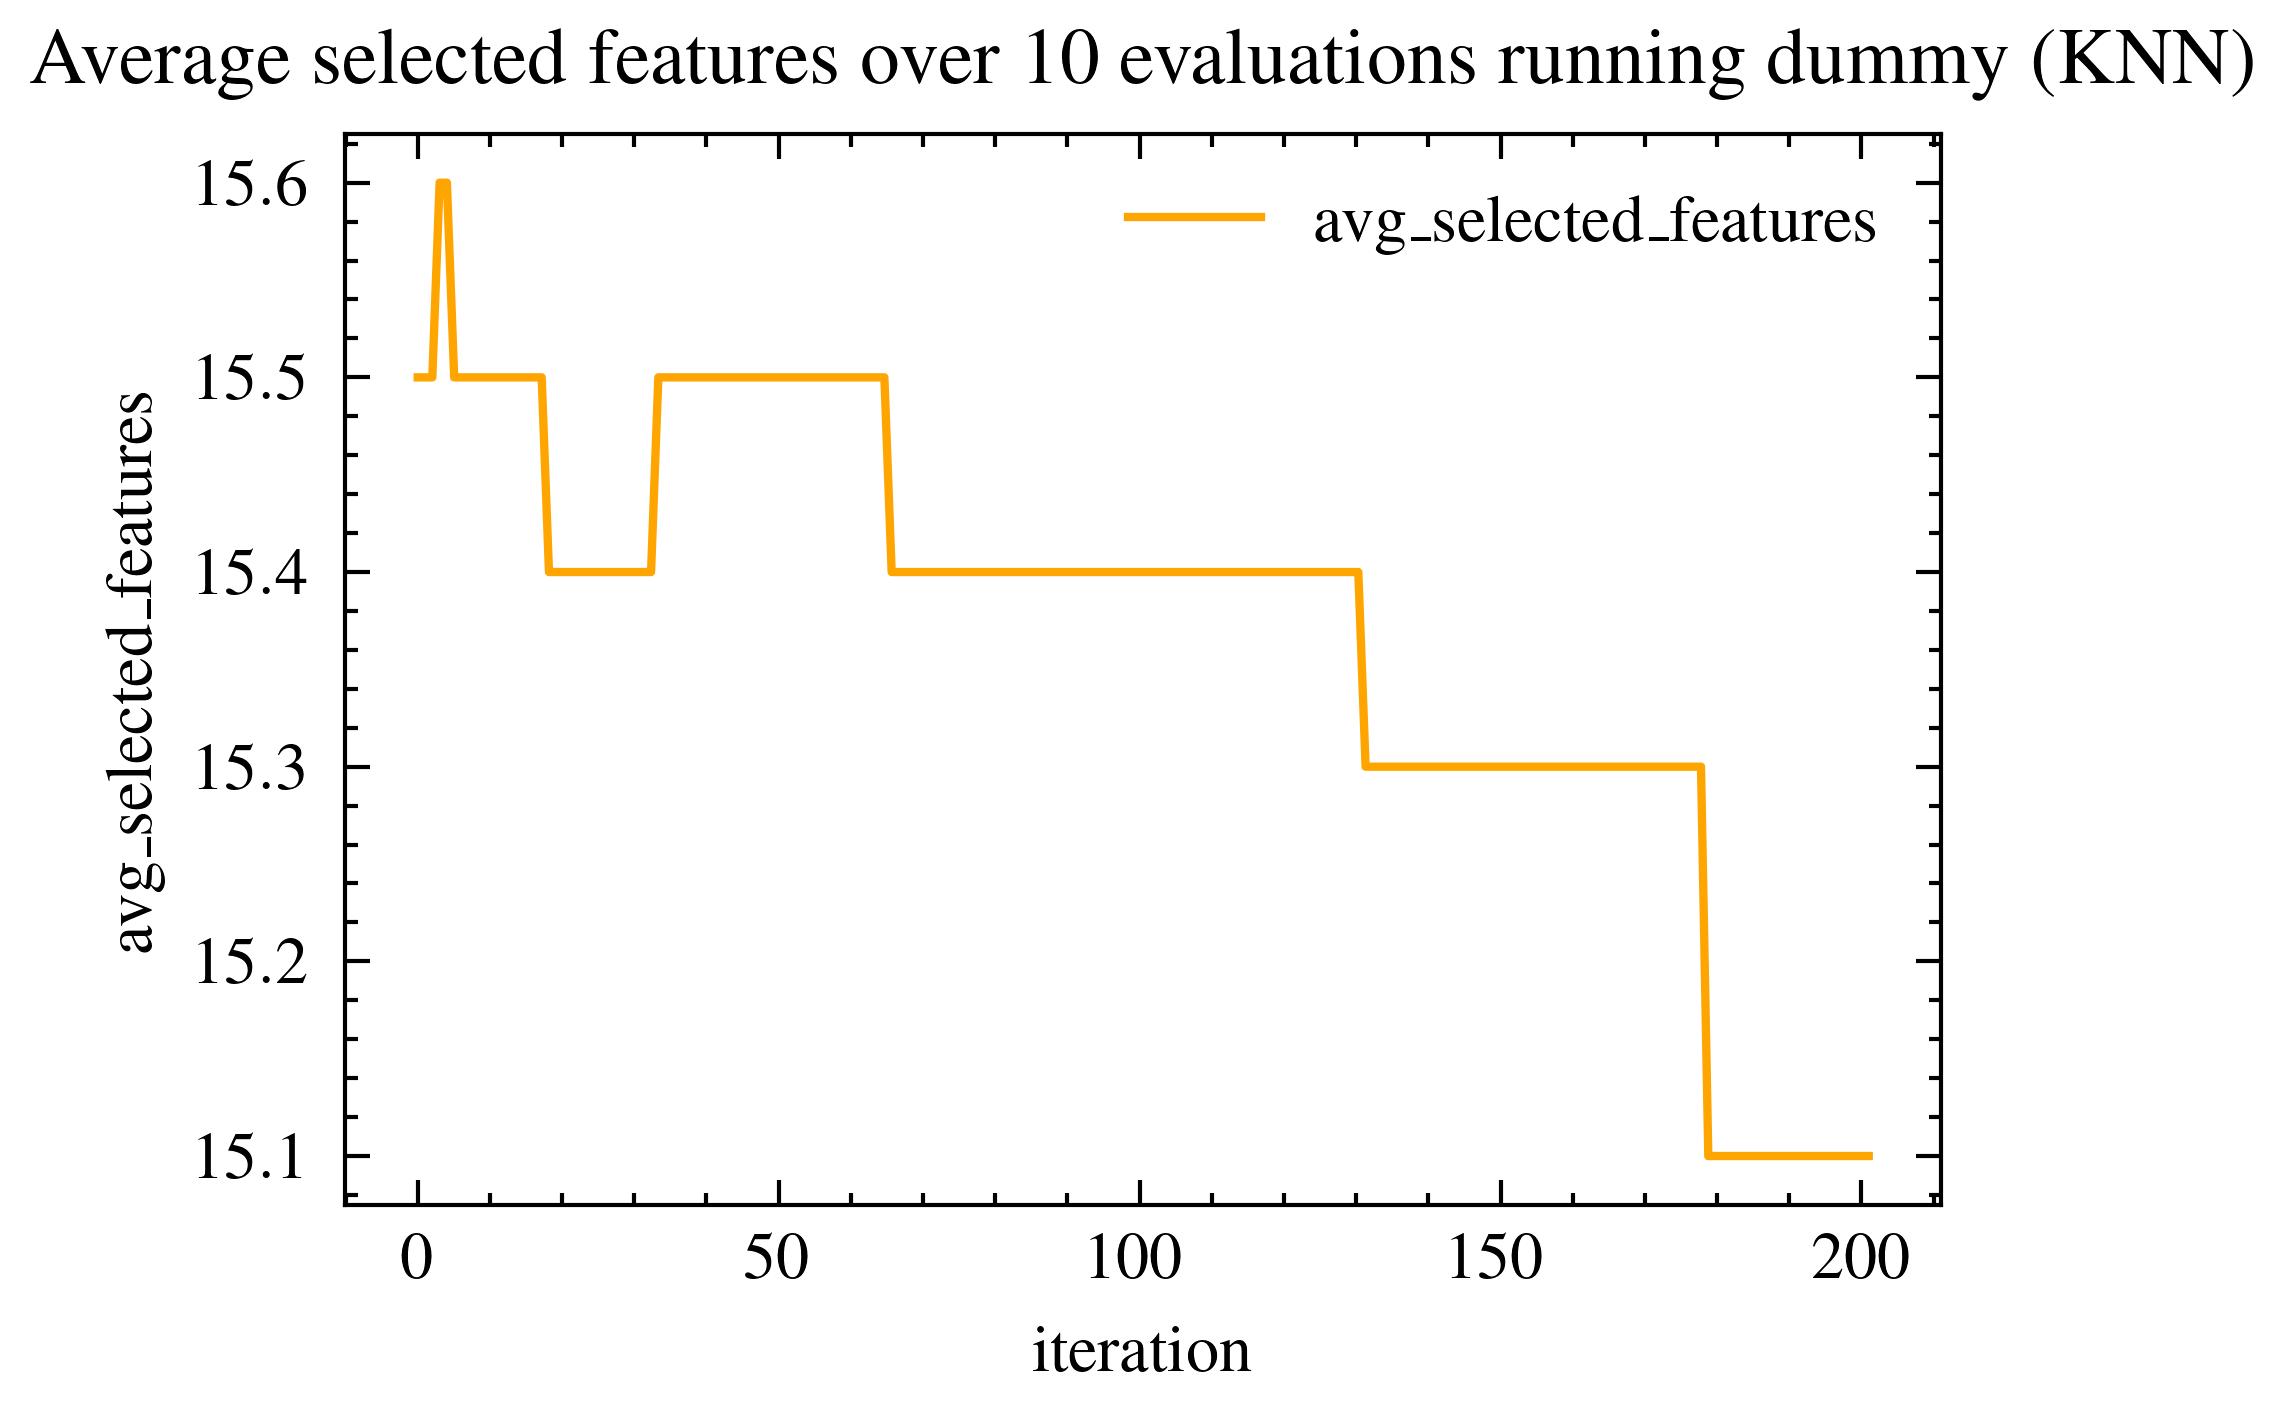 Average selected features over 10 evaluations running dummy (KNN)
avg_selected_features
15.6
15.5
15.4
15.3
15.2
15.1
avg_selected_features
0 50 100 150 200
iteration